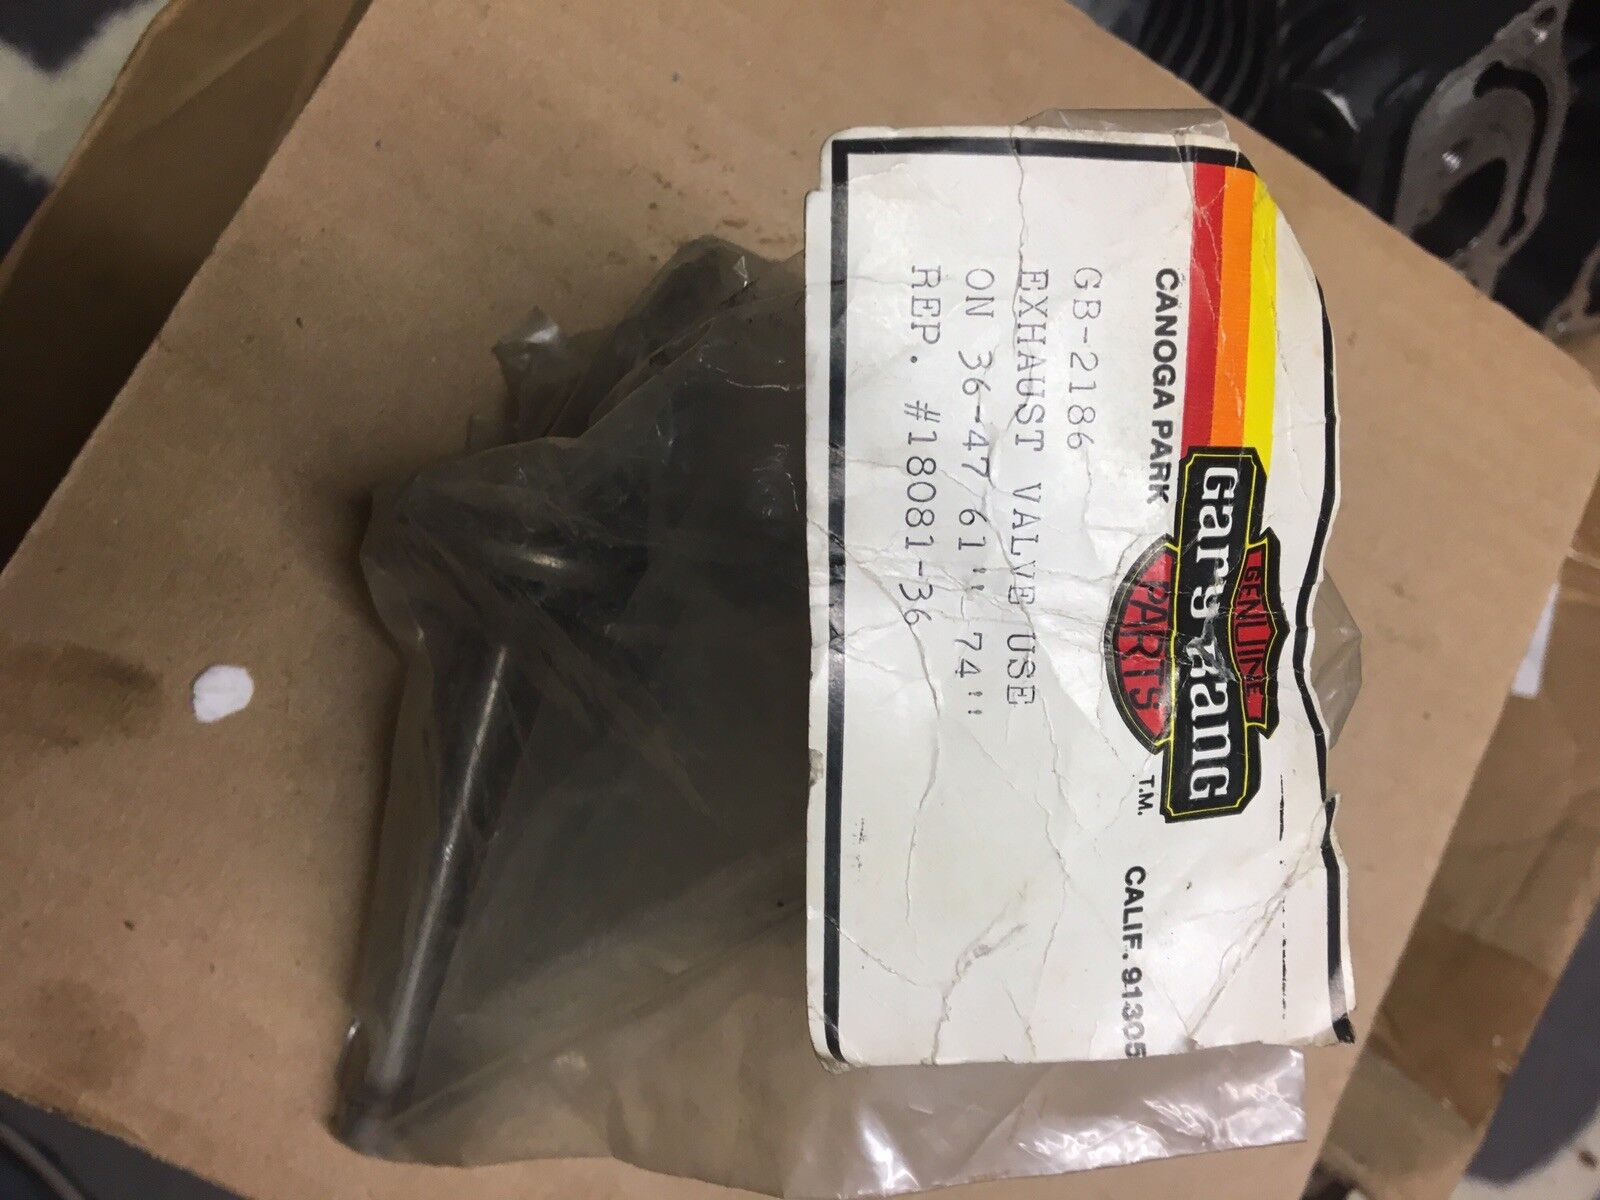 GENUINE
Gary Bang
PARTS
T.M.
CANOGA PARK CALIF. 91305
GB-2186
EXHAUST VALVE USE
ON 36-47 61" 74"
REP. #18081-36